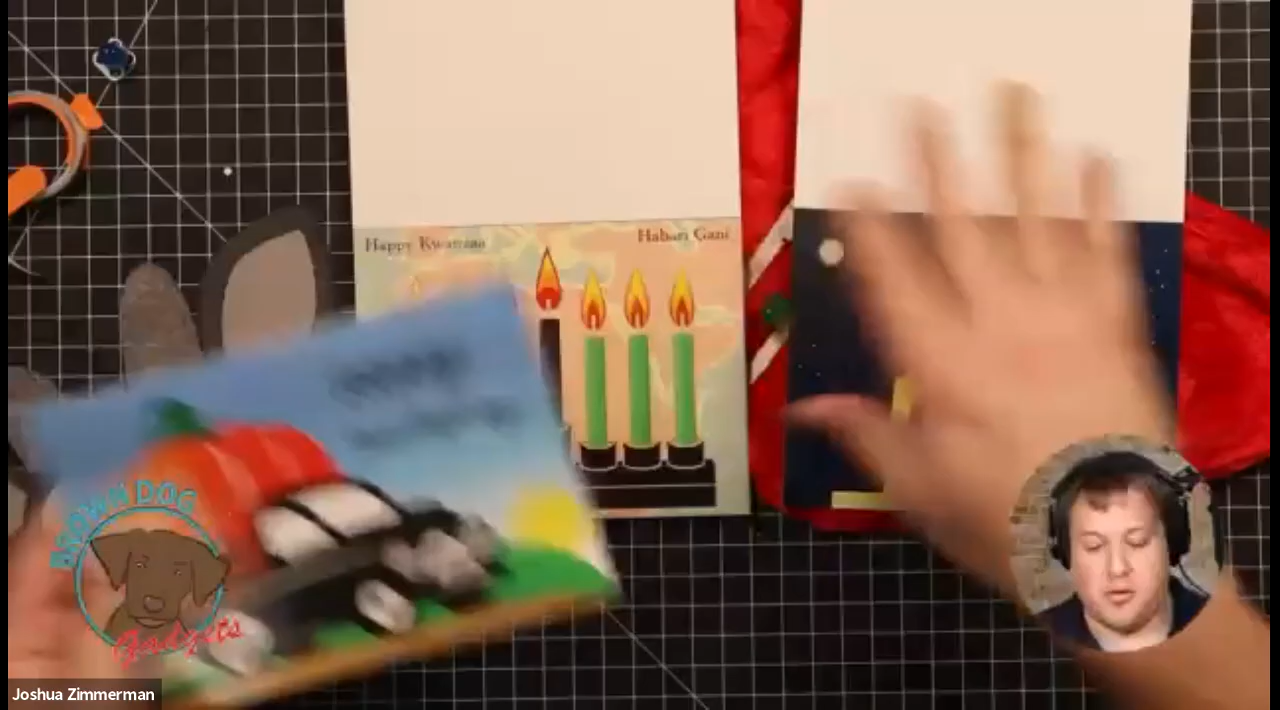 Happy Kwanzaa
Habari Gani
BROWN DOG
Gadgets
Joshua Zimmerman